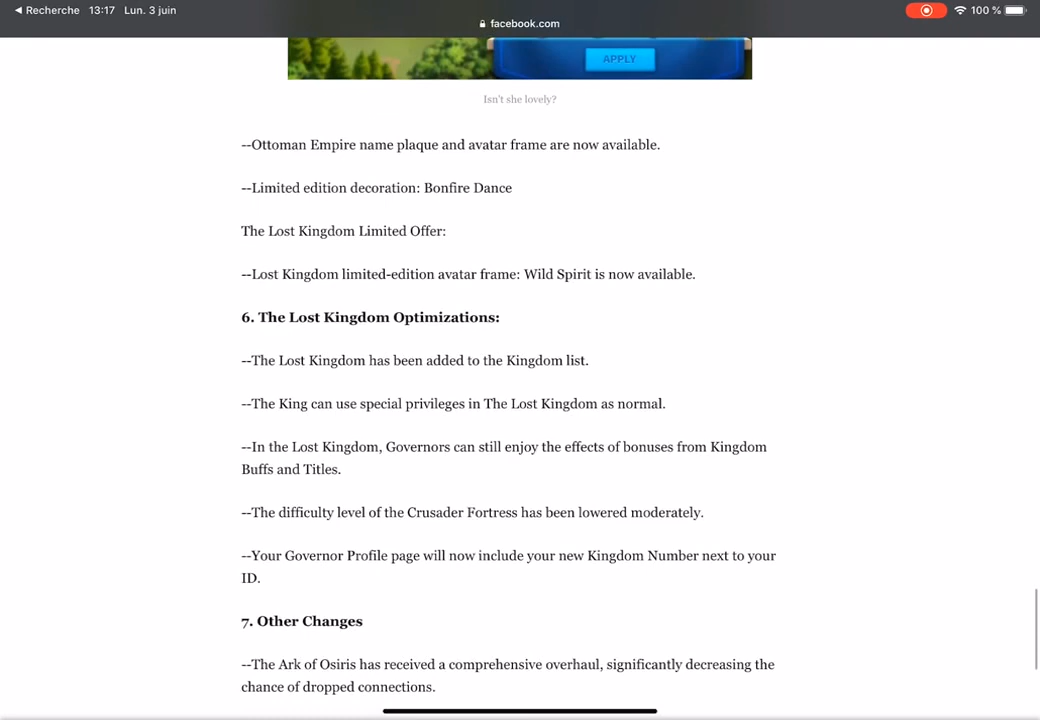 ◀ Recherche 13:17 Lun. 3 juin 100 %
facebook.com
APPLY
Isn't she lovely?
--Ottoman Empire name plaque and avatar frame are now available.
--Limited edition decoration: Bonfire Dance
The Lost Kingdom Limited Offer:
--Lost Kingdom limited-edition avatar frame: Wild Spirit is now available.
6. The Lost Kingdom Optimizations:
--The Lost Kingdom has been added to the Kingdom list.
--The King can use special privileges in The Lost Kingdom as normal.
--In the Lost Kingdom, Governors can still enjoy the effects of bonuses from Kingdom
Buffs and Titles.
--The difficulty level of the Crusader Fortress has been lowered moderately.
--Your Governor Profile page will now include your new Kingdom Number next to your
ID.
7. Other Changes
--The Ark of Osiris has received a comprehensive overhaul, significantly decreasing the
chance of dropped connections.